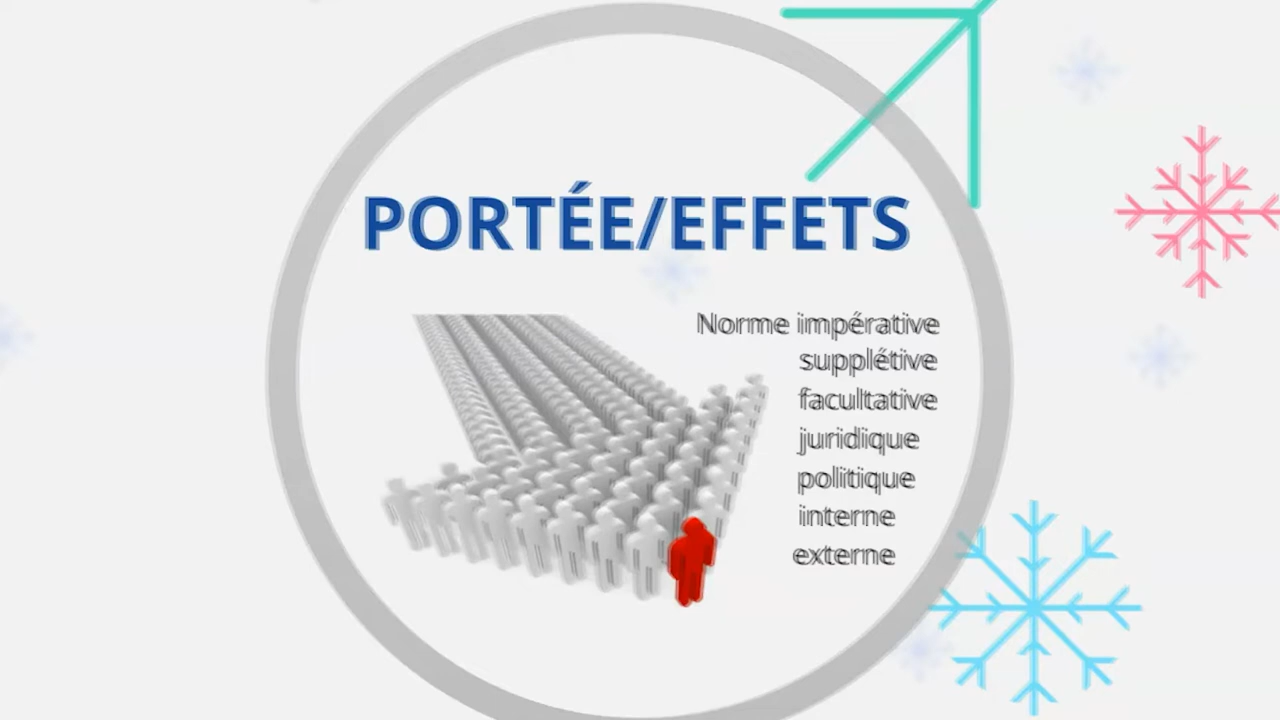 PORTÉE/EFFETS
Norme impérative
supplétive
facultative
juridique
politique
interne
externe